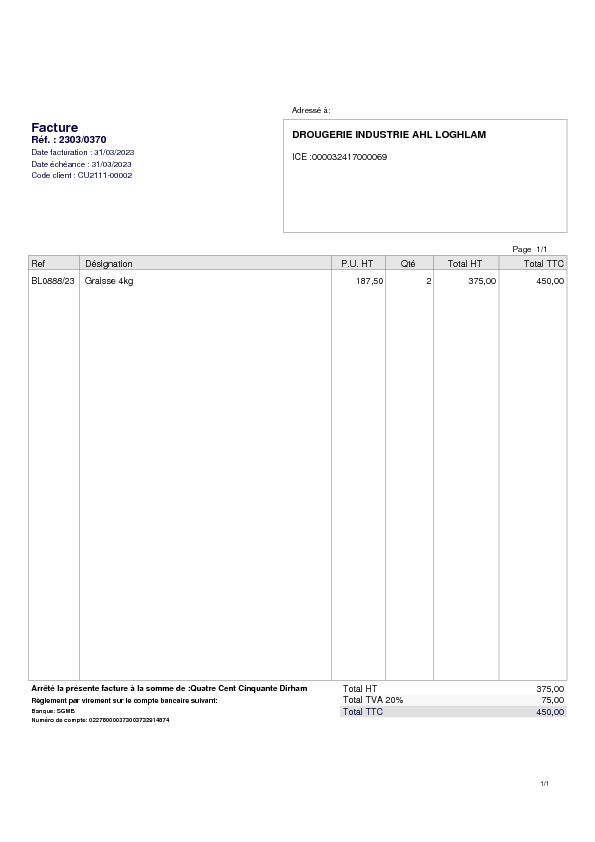 Adressé à:
Facture
Réf. : 2303/0370
Date facturation : 31/03/2023
Date échéance : 31/03/2023
Code client : CU2111-00002
DROUGERIE INDUSTRIE AHL LOGHLAM
ICE :000032417000069
Page 1/1
Ref Désignation P.U. HT Qté Total HT Total TTC
BL0888/23 Graisse 4kg 187,50 2 375,00 450,00
Arrêté la présente facture à la somme de :Quatre Cent Cinquante Dirham
Règlement par virement sur le compte bancaire suivant:
Banque: SGMB
Numéro de compte:
Total HT 375,00
Total TVA 20% 75,00
Total TTC 450,00
1/1